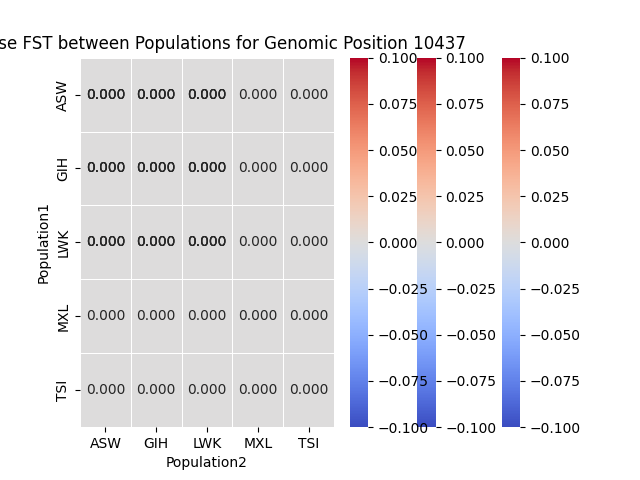 se FST between Populations for Genomic Position 10437
Population1
ASW 0.000 0.000 0.000 0.000 0.000
GIH 0.000 0.000 0.000 0.000 0.000
LWK 0.000 0.000 0.000 0.000 0.000
MXL 0.000 0.000 0.000 0.000 0.000
TSI 0.000 0.000 0.000 0.000 0.000
ASW GIH LWK MXL TSI
Population2
0.100 0.100 0.100
0.075 0.075 0.075
0.050 0.050 0.050
0.025 0.025 0.025
0.000 0.000 0.000
−0.025 −0.025 −0.025
−0.050 −0.050 −0.050
−0.075 −0.075 −0.075
−0.100 −0.100 −0.100